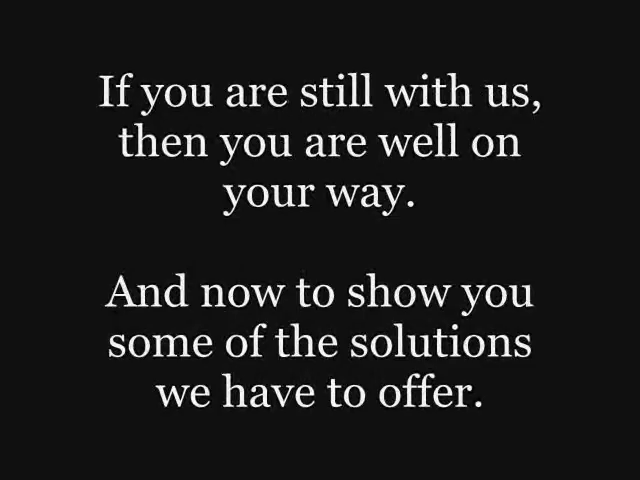 If you are still with us,
then you are well on
your way.
And now to show you
some of the solutions
we have to offer.